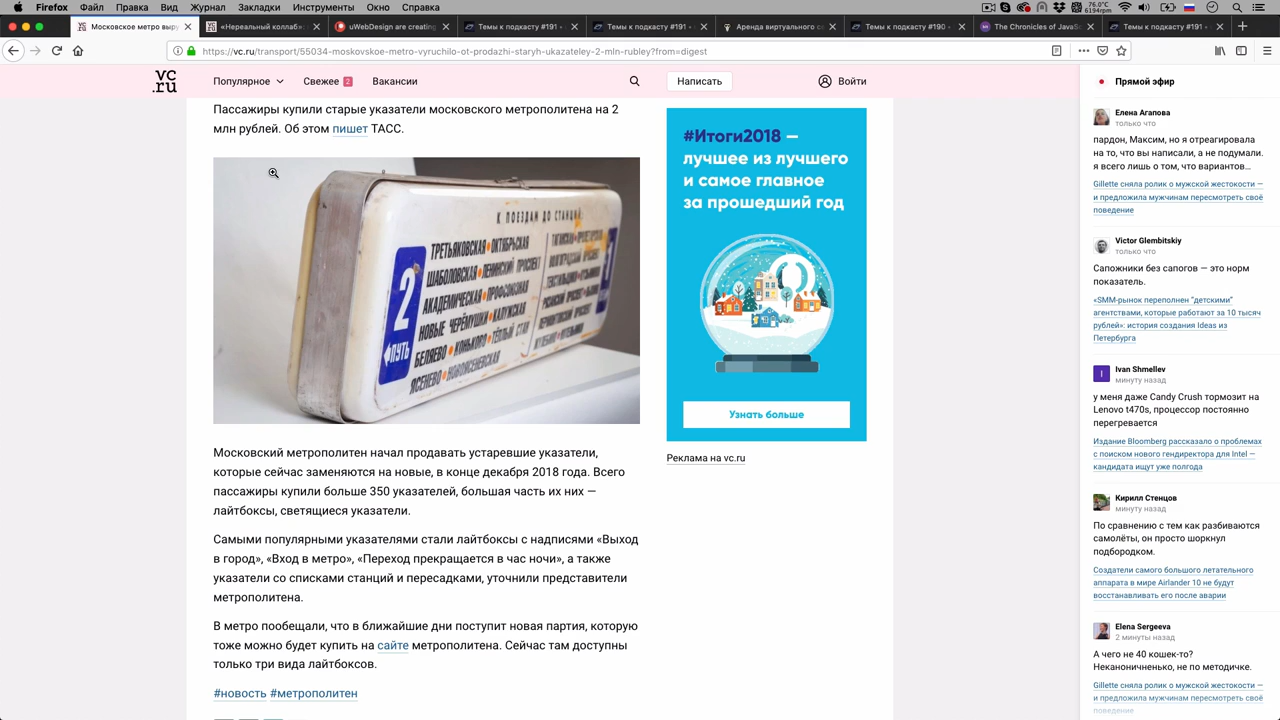 Firefox Файл Правка Вид Журнал Закладки Инструменты Окно Справка
Московское метро выру
«Нереальный коллаб
uWebDesign are creating
Темы к подкасту #191
Темы к подкасту #191
Аренда виртуального се
Темы к подкасту #190
The Chronicles of JavaSc
Темы к подкасту #191
https://vc.ru/transport/55034-moskovskoe-metro-vyruchilo-ot-prodazhi-staryh-ukazateley-2-mln-rubley?from=digest
vc.ru
Популярное
Свежее 2
Вакансии
Написать
Войти
Пассажиры купили старые указатели московского метрополитена на 2
млн рублей. Об этом пишет ТАСС.
К ПОЕЗДАМ ДО СТАНЦИЙ
ТРЕТЬЯКОВСКАЯ ОКТЯБРЬСКАЯ
ШАБОЛОВСКАЯ ЛЕНИНСКИЙ ПРОСПЕКТ
АКАДЕМИЧЕСКАЯ ПРОФСОЮЗНАЯ
НОВЫЕ
БЕЛЯЕВО
ЯСЕНЕВО НОВОЯСЕНЕВСКАЯ
2
ПУТЬ
Московский метрополитен начал продавать устаревшие указатели,
которые сейчас заменяются на новые, в конце декабря 2018 года. Всего
пассажиры купили больше 350 указателей, большая часть их них —
лайтбоксы, светящиеся указатели.
Самыми популярными указателями стали лайтбоксы с надписями «Выход
в город», «Вход в метро», «Переход прекращается в час ночи», а также
указатели со списками станций и пересадками, уточнили представители
метрополитена.
В метро пообещали, что в ближайшие дни поступит новая партия, которую
тоже можно будет купить на сайте метрополитена. Сейчас там доступны
только три вида лайтбоксов.
#новость #метрополитен
#Итоги2018 —
лучшее из лучшего
и самое главное
за прошедший год
Узнать больше
Реклама на vc.ru
Прямой эфир
Елена Агапова
только что
пардон, Максим, но я отреагировала
на то, что вы написали, а не подумали.
я всего лишь о том, что вариантов…
Gillette сняла ролик о мужской жестокости —
и предложила мужчинам пересмотреть своё
поведение
Victor Glembitskiy
только что
Сапожники без сапогов — это норм
показатель.
«SMM-рынок переполнен "детскими"
агентствами, которые работают за 10 тысяч
рублей»: история создания Ideas из
Петербурга
I
Ivan Shmellev
минуту назад
у меня даже Candy Crush тормозит на
Lenovo t470s, процессор постоянно
перегревается
Издание Bloomberg рассказало о проблемах
с поиском нового гендиректора для Intel —
кандидата ищут уже полгода
Кирилл Стенцов
минуту назад
По сравнению с тем как разбиваются
самолёты, он просто шоркнул
подбородком.
Создатели самого большого летательного
аппарата в мире Airlander 10 не будут
восстанавливать его после аварии
Elena Sergeeva
2 минуты назад
А чего не 40 кошек-то?
Неканоничненько, не по методичке.
Gillette сняла ролик о мужской жестокости —
и предложила мужчинам пересмотреть своё
поведение